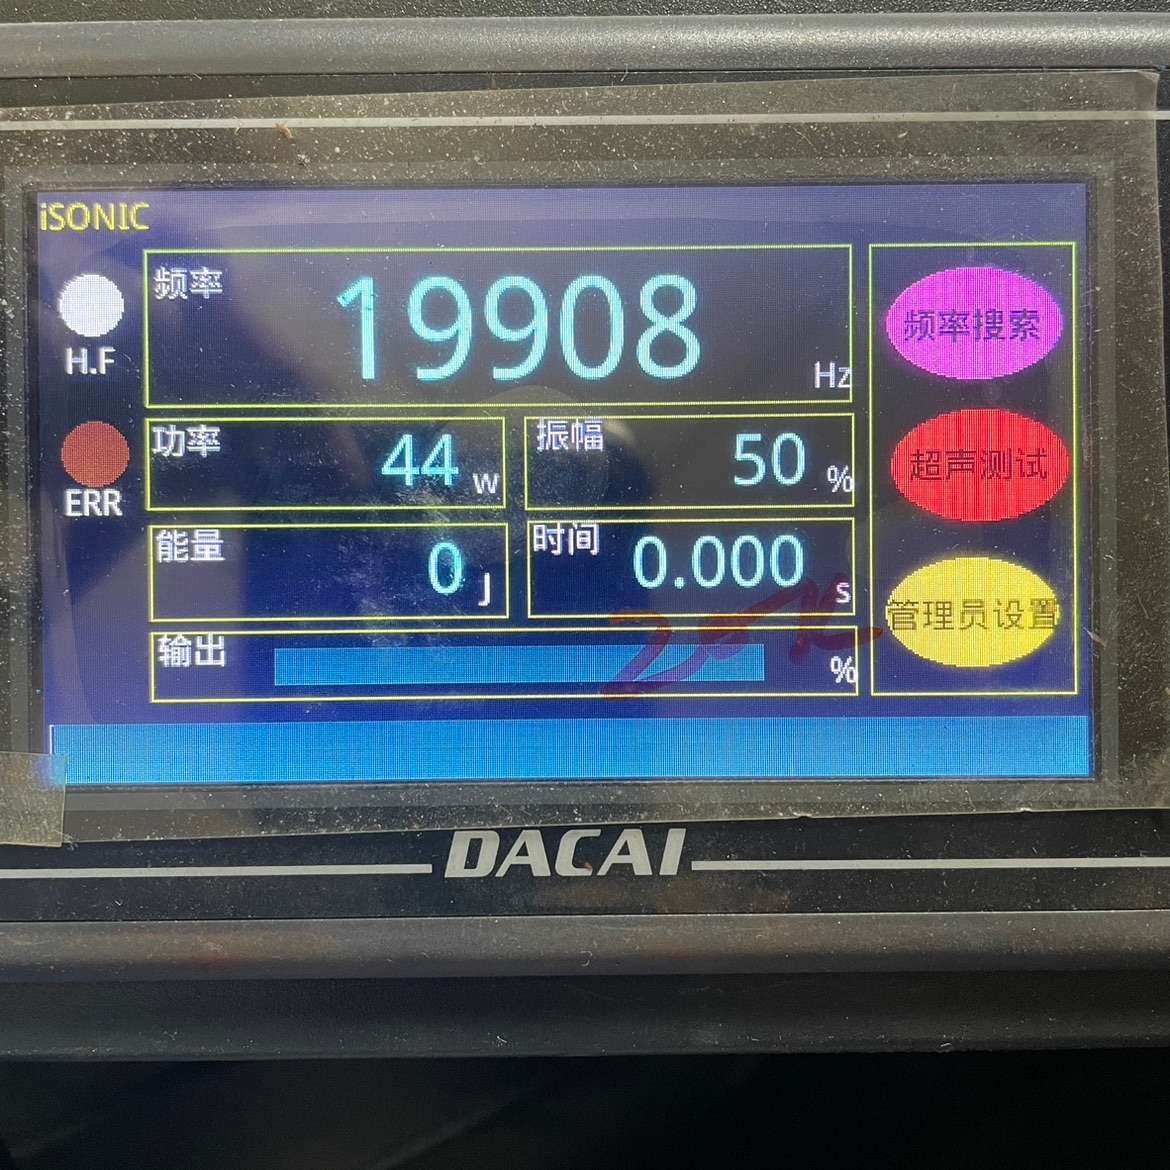 iSONIC
H.F
频率
19908
Hz
频率搜索
ERR
功率
44
w
振幅
50
%
超声测试
能量
0
J
时间
0.000
s
管理员设置
输出
%
DACAI